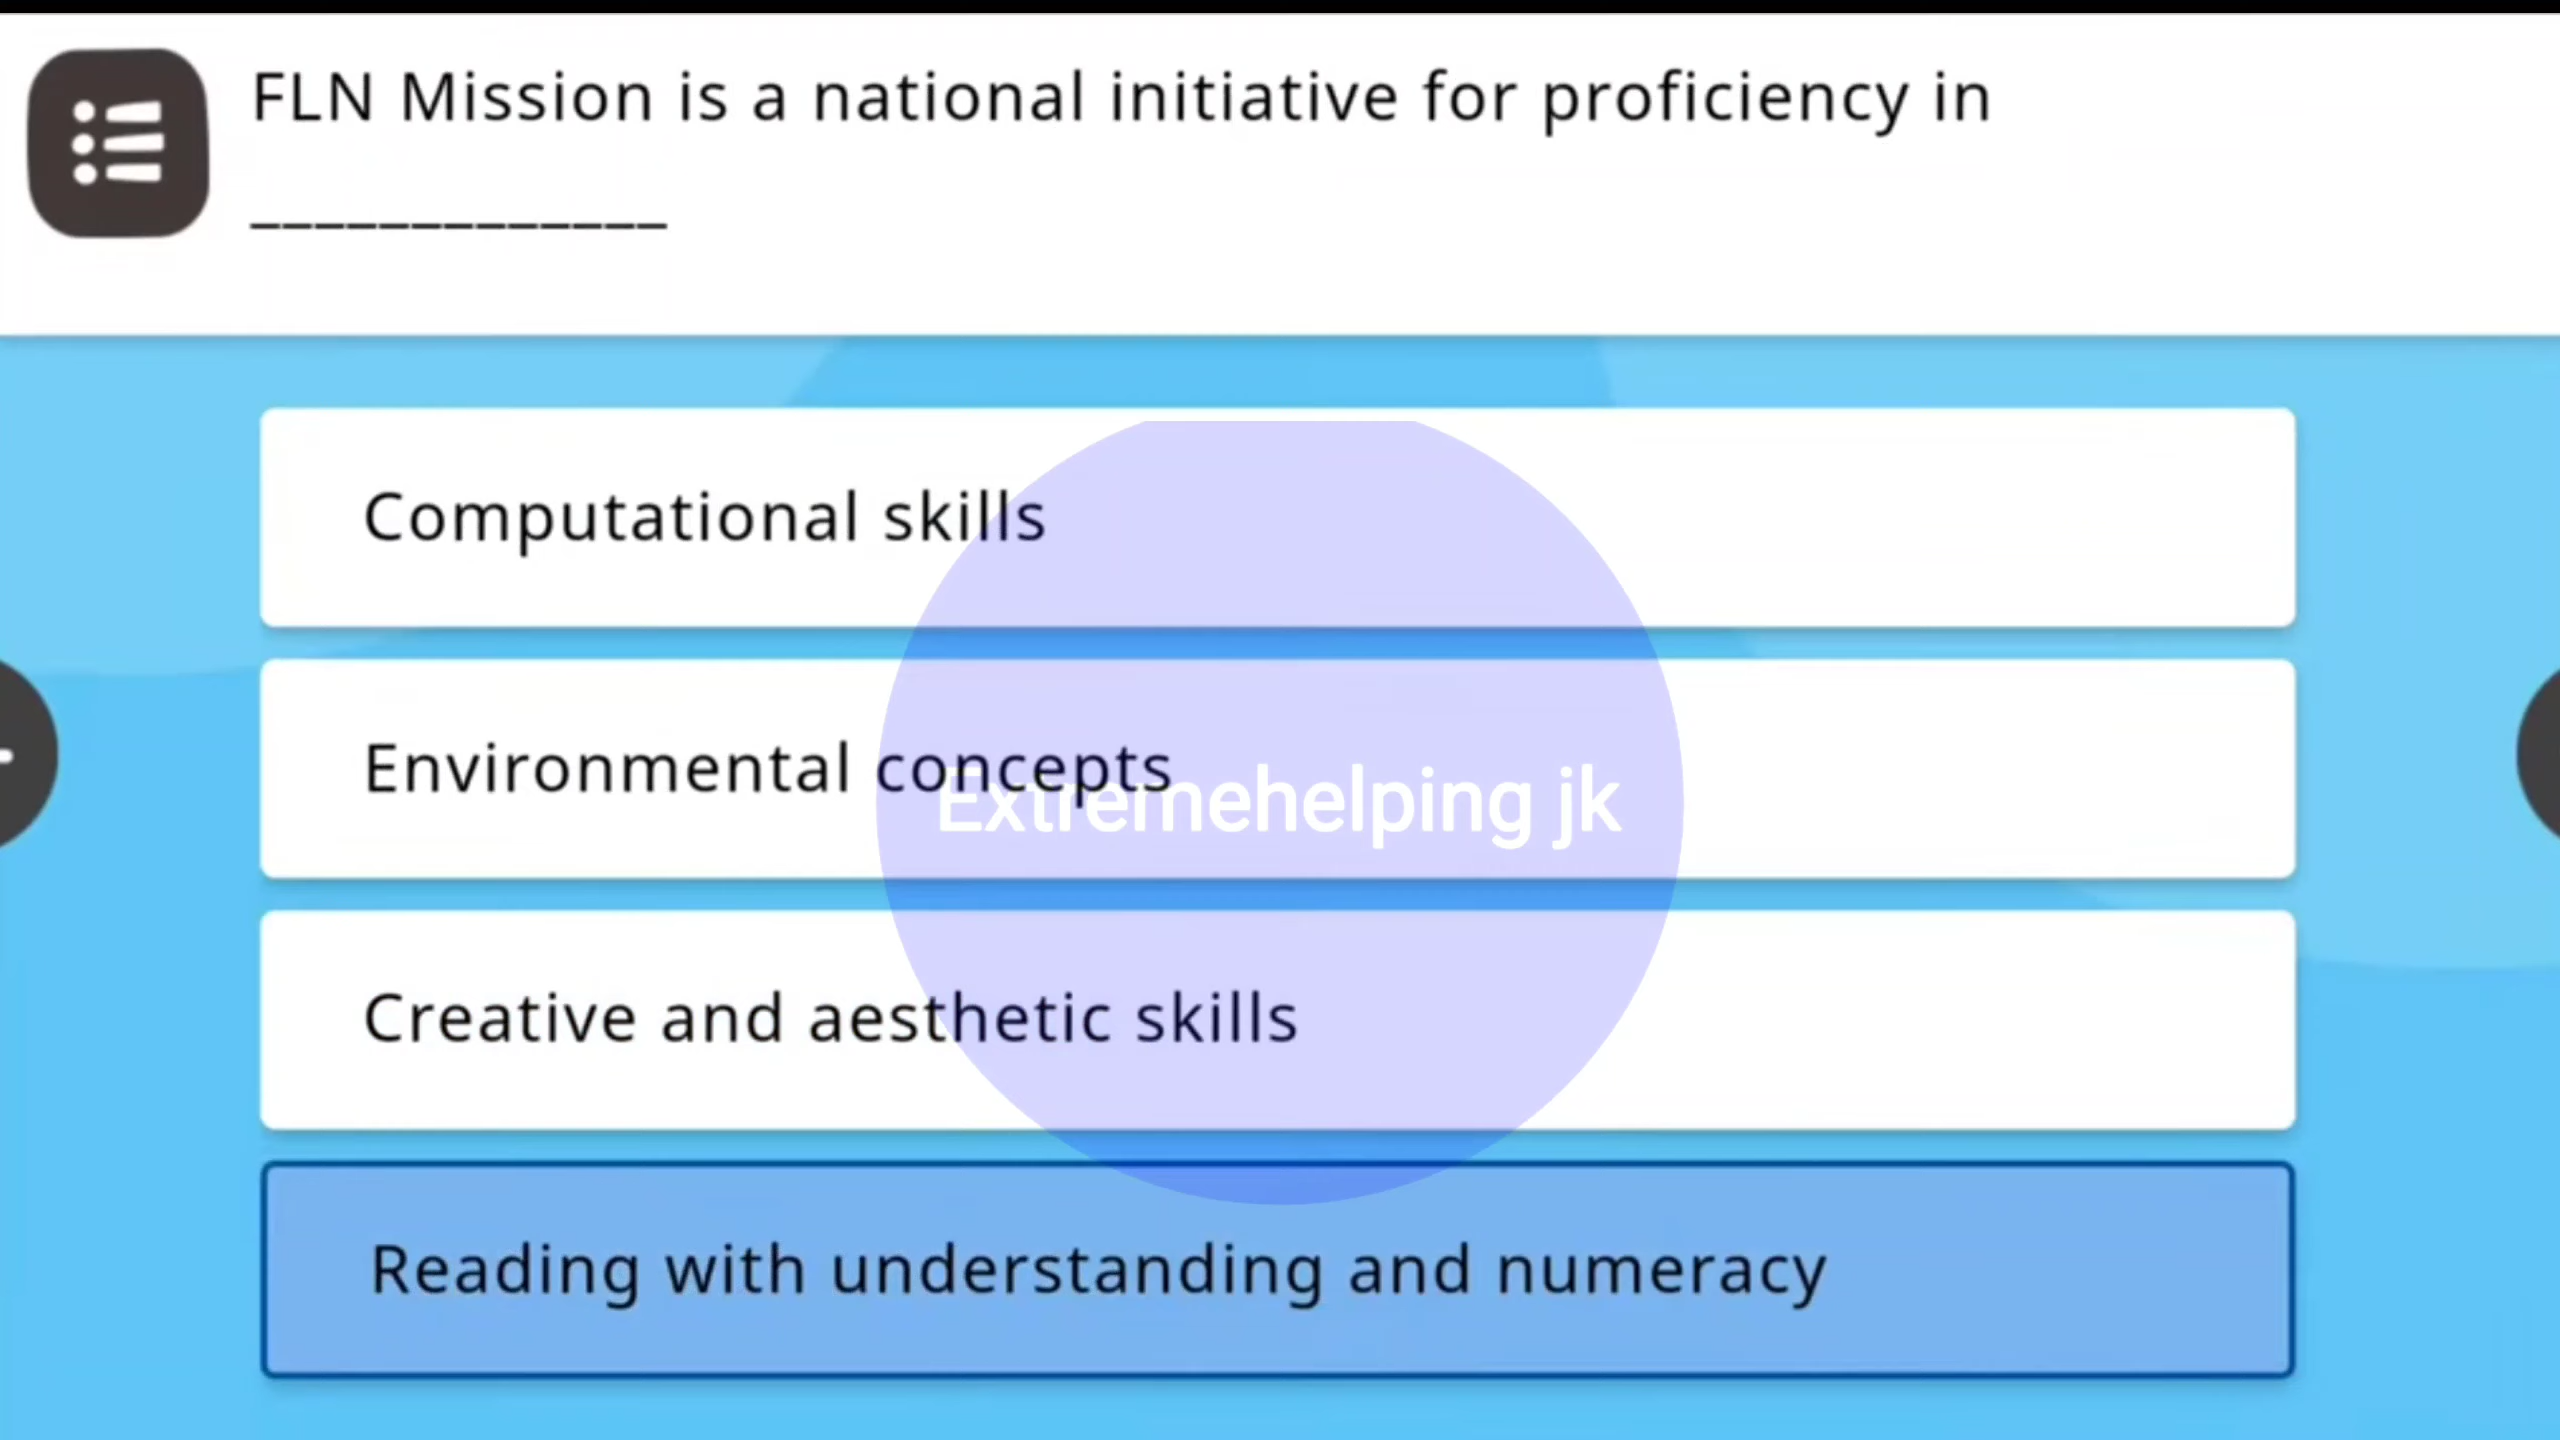 FLN Mission is a national initiative for proficiency in
_____________
Computational skills
Environmental concepts
Extremehelping jk
Creative and aesthetic skills
Reading with understanding and numeracy